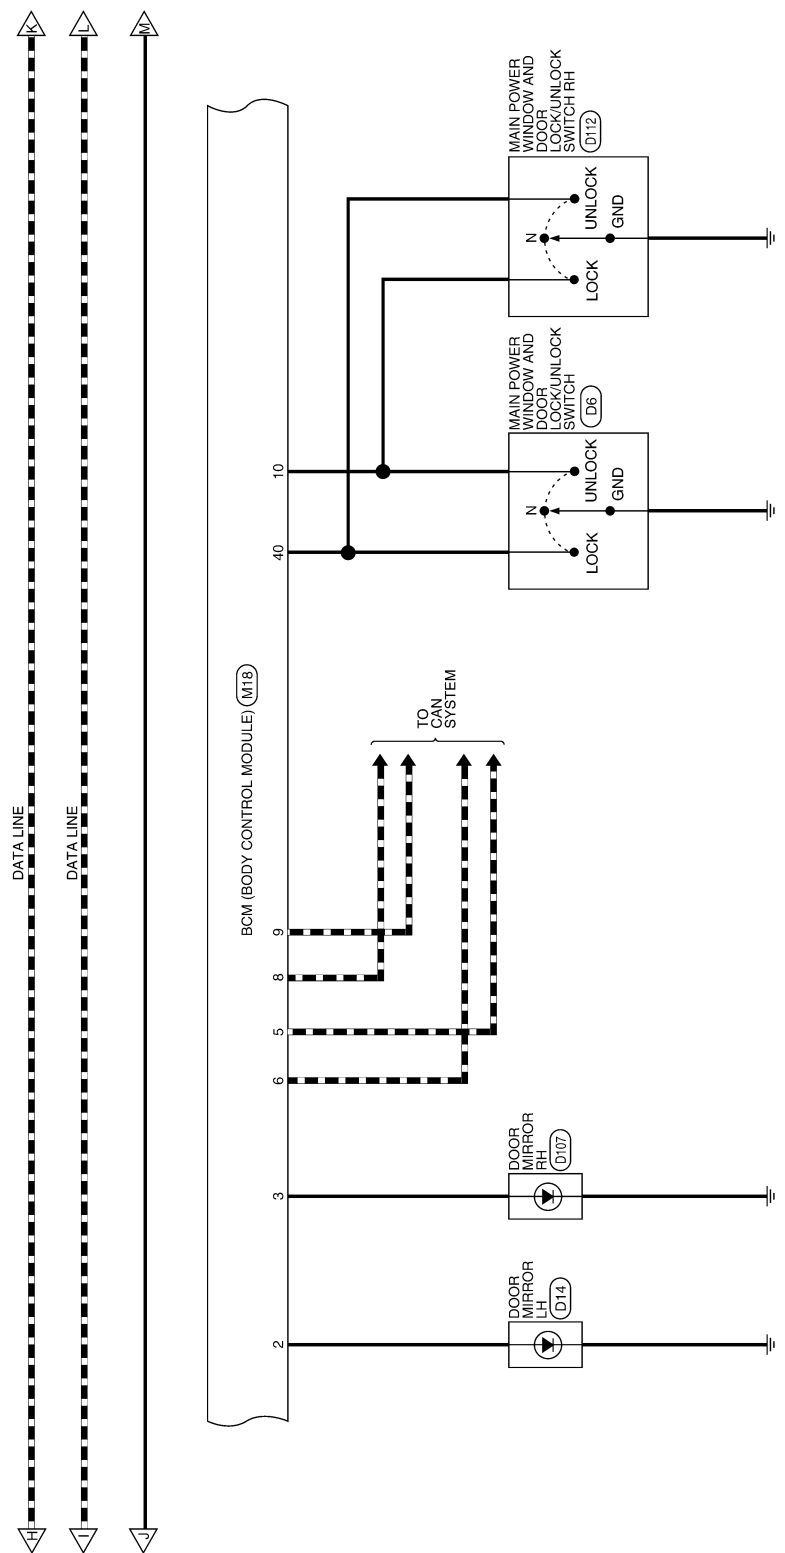 H
K
DATA LINE
I
L
DATA LINE
J
M
BCM (BODY CONTROL MODULE)
M18
2
3
6
5
8
9
40
10
TO
CAN
SYSTEM
DOOR
MIRROR
LH
D14
DOOR
MIRROR
RH
D107
MAIN POWER
WINDOW AND
DOOR
LOCK/UNLOCK
SWITCH
D6
N
LOCK
UNLOCK
GND
MAIN POWER
WINDOW AND
DOOR
LOCK/UNLOCK
SWITCH RH
D112
N
LOCK
UNLOCK
GND